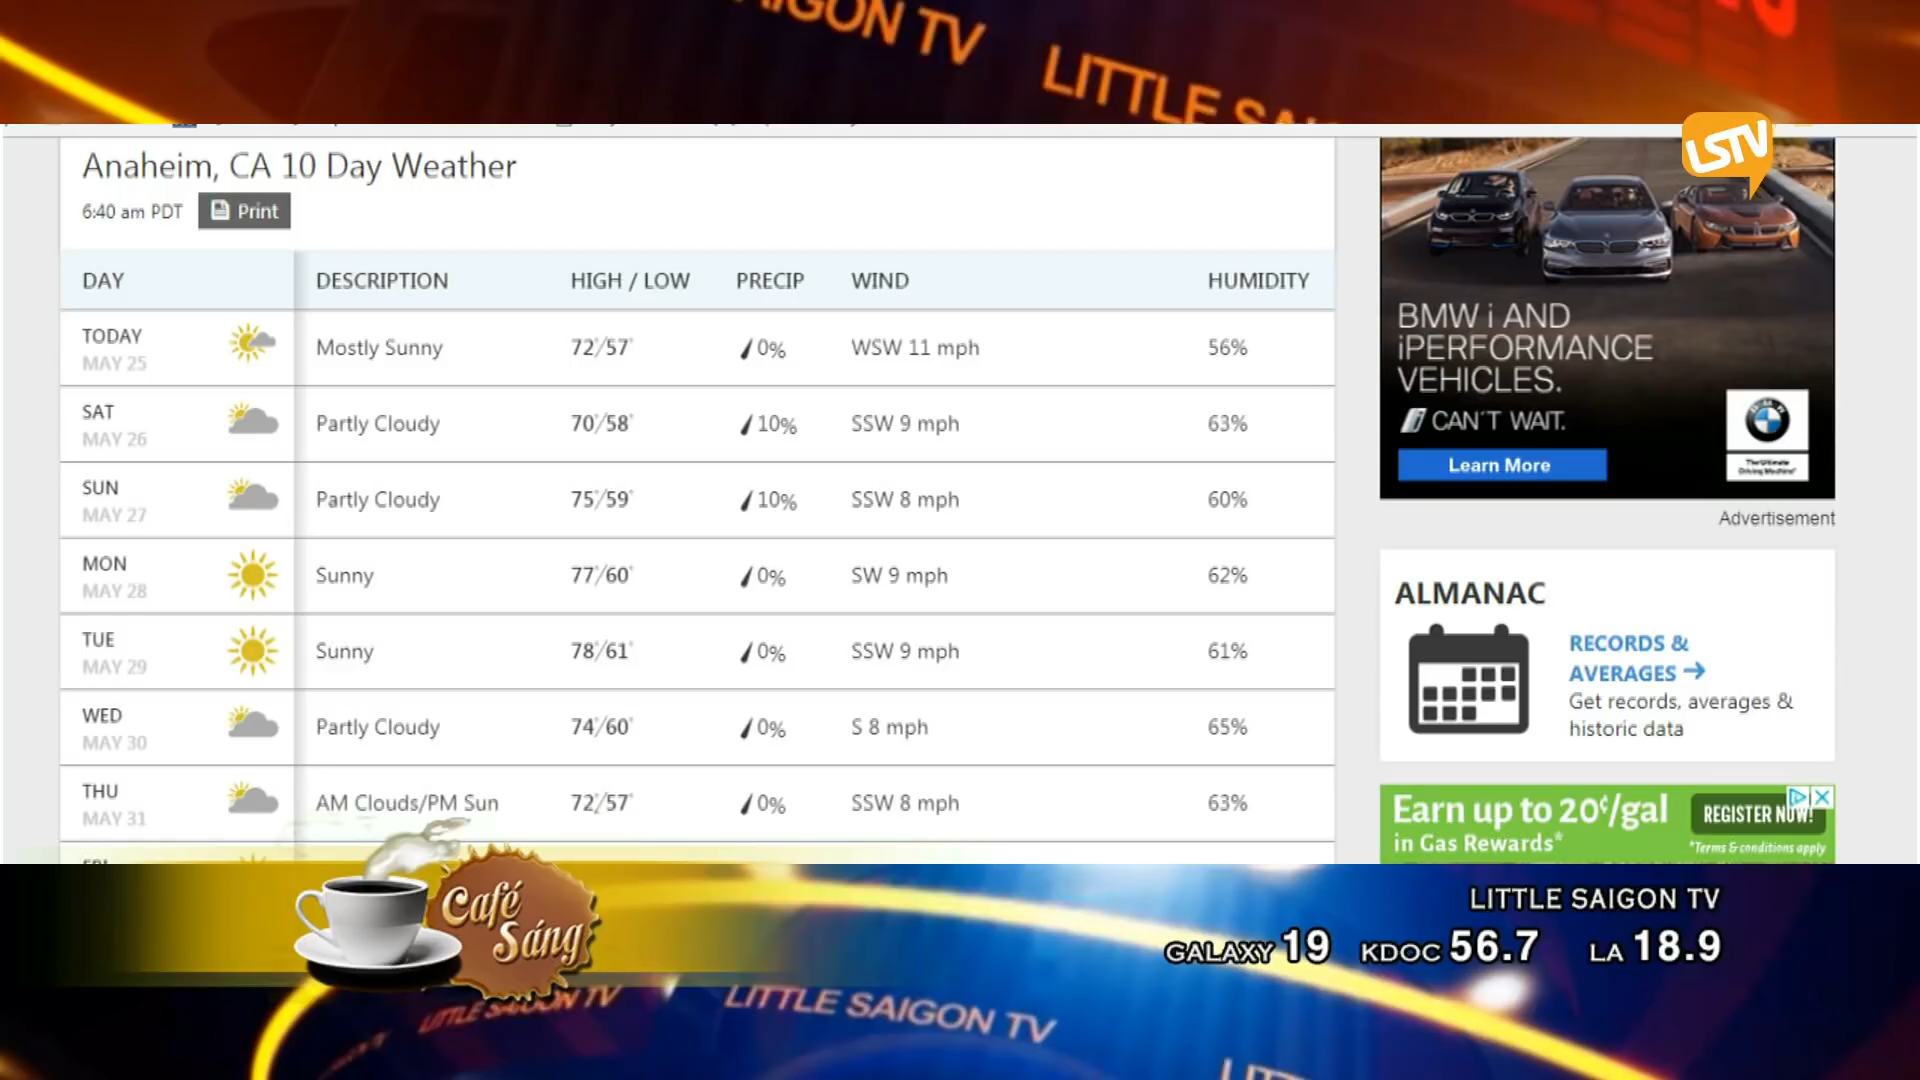 LITTLE SA
LSTV
Anaheim, CA 10 Day Weather
6:40 am PDT Print
DAY DESCRIPTION HIGH / LOW PRECIP WIND HUMIDITY
TODAY
MAY 25
Mostly Sunny 72°/57° 0% WSW 11 mph 56%
SAT
MAY 26
Partly Cloudy 70°/58° 10% SSW 9 mph 63%
SUN
MAY 27
Partly Cloudy 75°/59° 10% SSW 8 mph 60%
MON
MAY 28
Sunny 77°/60° 0% SW 9 mph 62%
TUE
MAY 29
Sunny 78°/61° 0% SSW 9 mph 61%
WED
MAY 30
Partly Cloudy 74°/60° 0% S 8 mph 65%
THU
MAY 31
AM Clouds/PM Sun 72°/57° 0% SSW 8 mph 63%
BMW i AND
iPERFORMANCE
VEHICLES.
CAN'T WAIT.
Learn More
The Ultimate
Driving Machine®
Advertisement
ALMANAC
RECORDS &
AVERAGES →
Get records, averages &
historic data
Earn up to 20¢/gal
in Gas Rewards*
REGISTER NOW!
*Terms & conditions apply
Café
Sáng
LITTLE SAIGON TV
GALAXY 19 KDOC 56.7 LA 18.9
LITTLE SAIGON TV
LITTLE SAIGON TV